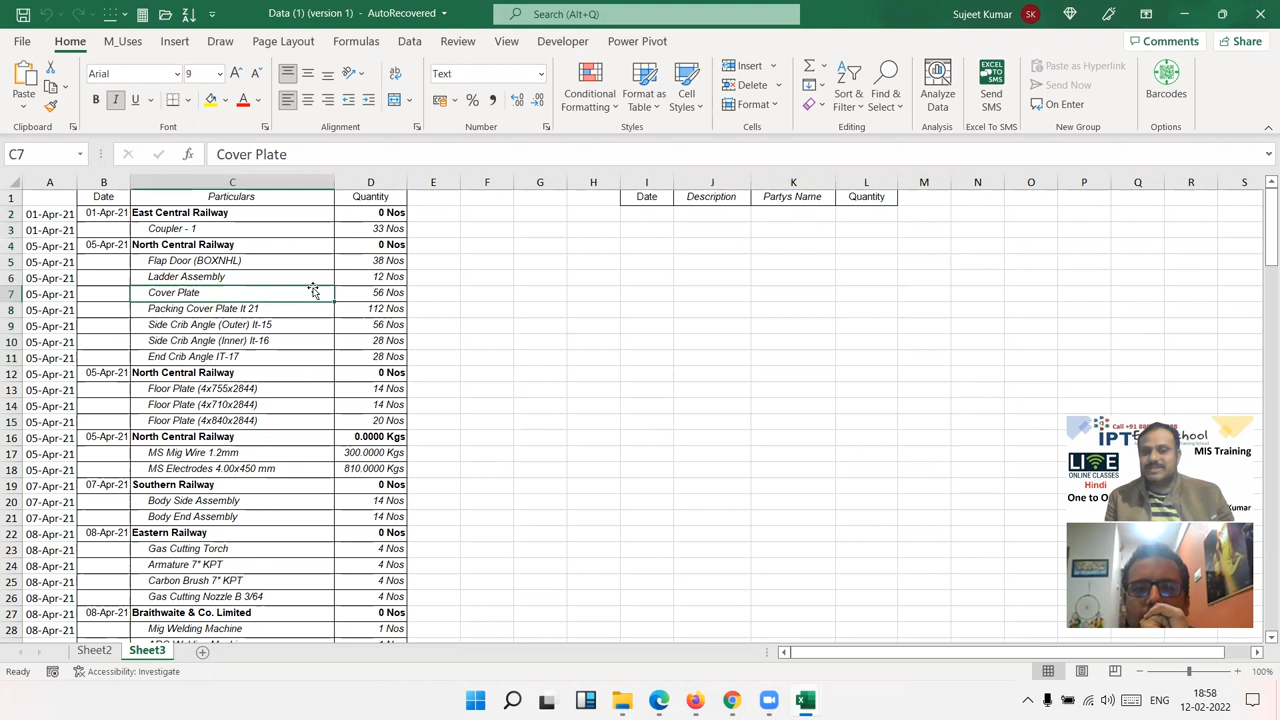 Data (1) (version 1) - AutoRecovered
Search (Alt+Q)
Sujeet Kumar
SK
File Home M_Uses Insert Draw Page Layout Formulas Data Review View Developer Help Power Pivot
Comments Share
Paste
Arial 9
B I U
Text
Conditional Formatting
Format as Table
Cell Styles
Insert
Delete
Format
Sort & Filter
Find & Select
Analyze Data
Send SMS
Paste as Hyperlink
Send Now
On Enter
Barcodes
Clipboard Font Alignment Number Styles Cells Editing Analysis Excel To SMS New Group Options
C7 fx Cover Plate
A B C D E F G H I J K L M N O P Q R S
1 Date Particulars Quantity Date Description Partys Name Quantity
2 01-Apr-21 01-Apr-21 East Central Railway 0 Nos
3 01-Apr-21 Coupler - 1 33 Nos
4 05-Apr-21 05-Apr-21 North Central Railway 0 Nos
5 05-Apr-21 Flap Door (BOXNHL) 38 Nos
6 05-Apr-21 Ladder Assembly 12 Nos
7 05-Apr-21 Cover Plate 56 Nos
8 05-Apr-21 Packing Cover Plate It 21 112 Nos
9 05-Apr-21 Side Crib Angle (Outer) It-15 56 Nos
10 05-Apr-21 Side Crib Angle (Inner) It-16 28 Nos
11 05-Apr-21 End Crib Angle IT-17 28 Nos
12 05-Apr-21 05-Apr-21 North Central Railway 0 Nos
13 05-Apr-21 Floor Plate (4x755x2844) 14 Nos
14 05-Apr-21 Floor Plate (4x710x2844) 14 Nos
15 05-Apr-21 Floor Plate (4x840x2844) 20 Nos
16 05-Apr-21 05-Apr-21 North Central Railway 0.0000 Kgs
17 05-Apr-21 MS Mig Wire 1.2mm 300.0000 Kgs
18 05-Apr-21 MS Electrodes 4.00x450 mm 810.0000 Kgs
19 07-Apr-21 07-Apr-21 Southern Railway 0 Nos
20 07-Apr-21 Body Side Assembly 14 Nos
21 07-Apr-21 Body End Assembly 14 Nos
22 08-Apr-21 08-Apr-21 Eastern Railway 0 Nos
23 08-Apr-21 Gas Cutting Torch 4 Nos
24 08-Apr-21 Armature 7" KPT 4 Nos
25 08-Apr-21 Carbon Brush 7" KPT 4 Nos
26 08-Apr-21 Gas Cutting Nozzle B 3/64 4 Nos
27 08-Apr-21 08-Apr-21 Braithwaite & Co. Limited 0 Nos
28 08-Apr-21 Mig Welding Machine 1 Nos
Call +91
IPT
MIS Training
LIVE
ONLINE CLASSES
Hindi
One to
Kumar
Sheet2 Sheet3
Ready Accessibility: Investigate 100%
ENG
18:58
12-02-2022